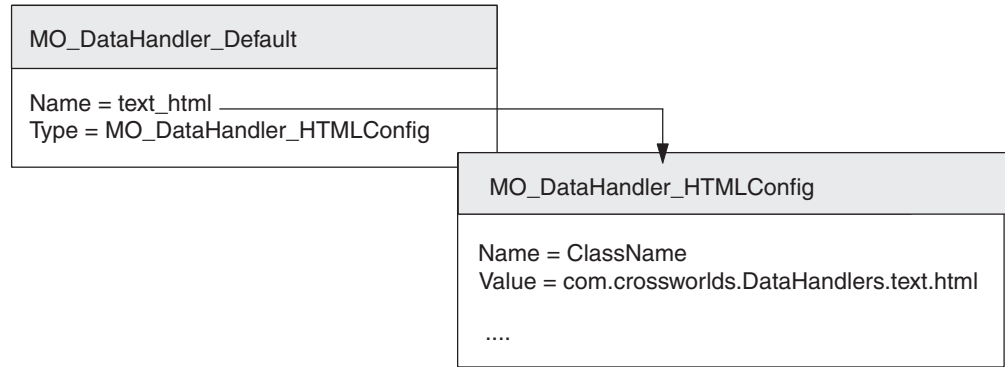 MO_DataHandler_Default
Name = text_html
Type = MO_DataHandler_HTMLConfig
MO_DataHandler_HTMLConfig
Name = ClassName
Value = com.crossworlds.DataHandlers.text.html
....